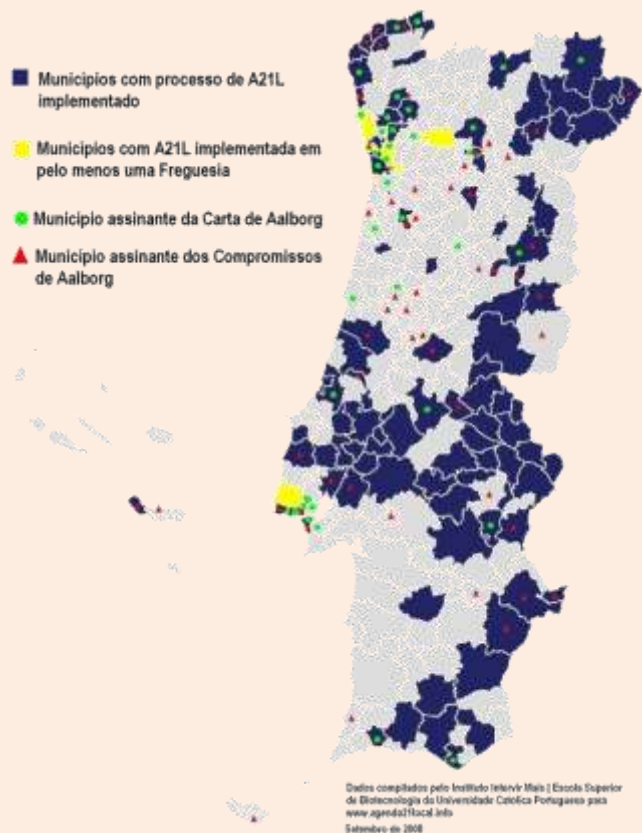 Municípios com processo de A21L
implementado
Municípios com A21L implementada em
pelo menos uma Freguesia
Município assinante da Carta de Aalborg
Município assinante dos Compromissos
de Aalborg
Dados compilados pelo Instituto Intervir Mais | Escola Superior
de Biotecnologia da Universidade Católica Portuguesa para
www.agenda21local.info
Setembro de 2008